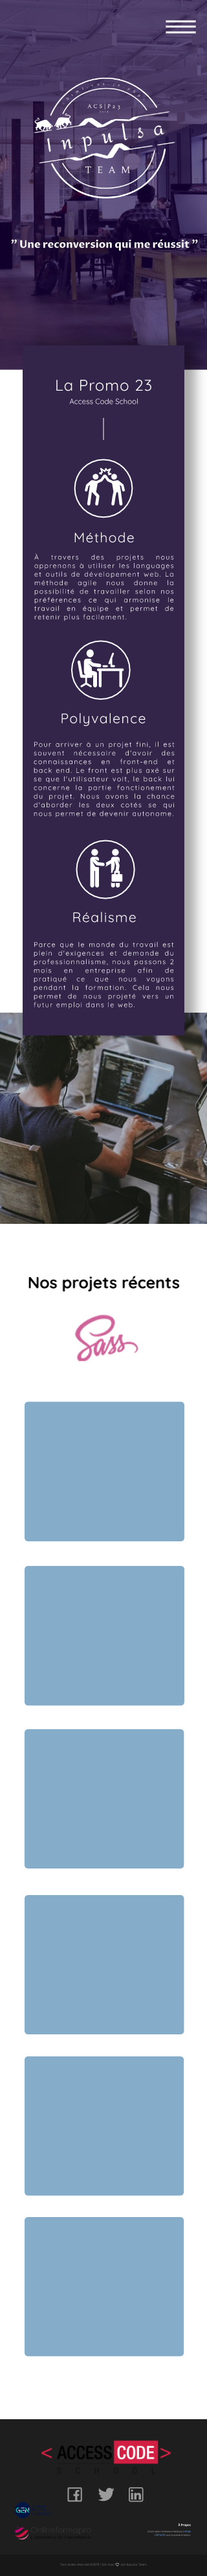 ACS|P23
Inpulsa
TEAM
” Une reconversion qui me réussit ”
La Promo 23
Access Code School
Méthode
À travers des projets nous
apprenons à utiliser les languages
et outils de dévelopement web. La
méthode agile nous donne la
possibilité de travailler selon nos
préférences ce qui ammorise le
travail en équipe et permet de
retenir plus facilement.
Polyvalence
Pour arriver à un projet fini, il est
souvent nécessaire d'avoir des
connaissances en front-end et
back end. Le front est plus axé sur
se que l'utilisateur voit, le back lui
concerne la partie fonctionement
du projet. Nous avons la chance
d'aborder les deux cotés se qui
nous permet de devenir autonome.
Réalisme
Parce que le monde du travail est
plein d'exigences et demande du
professionnalisme, nous passons 2
mois en entreprise afin de
pratiqué ce que nous voyons
pendant la formation. Cela nous
permet de nous projeté vers un
futur emploi dans le web.
Nos projets récents
Sass
< ACCESS CODE >
SCHOOL
À Propos
Onlineformapro